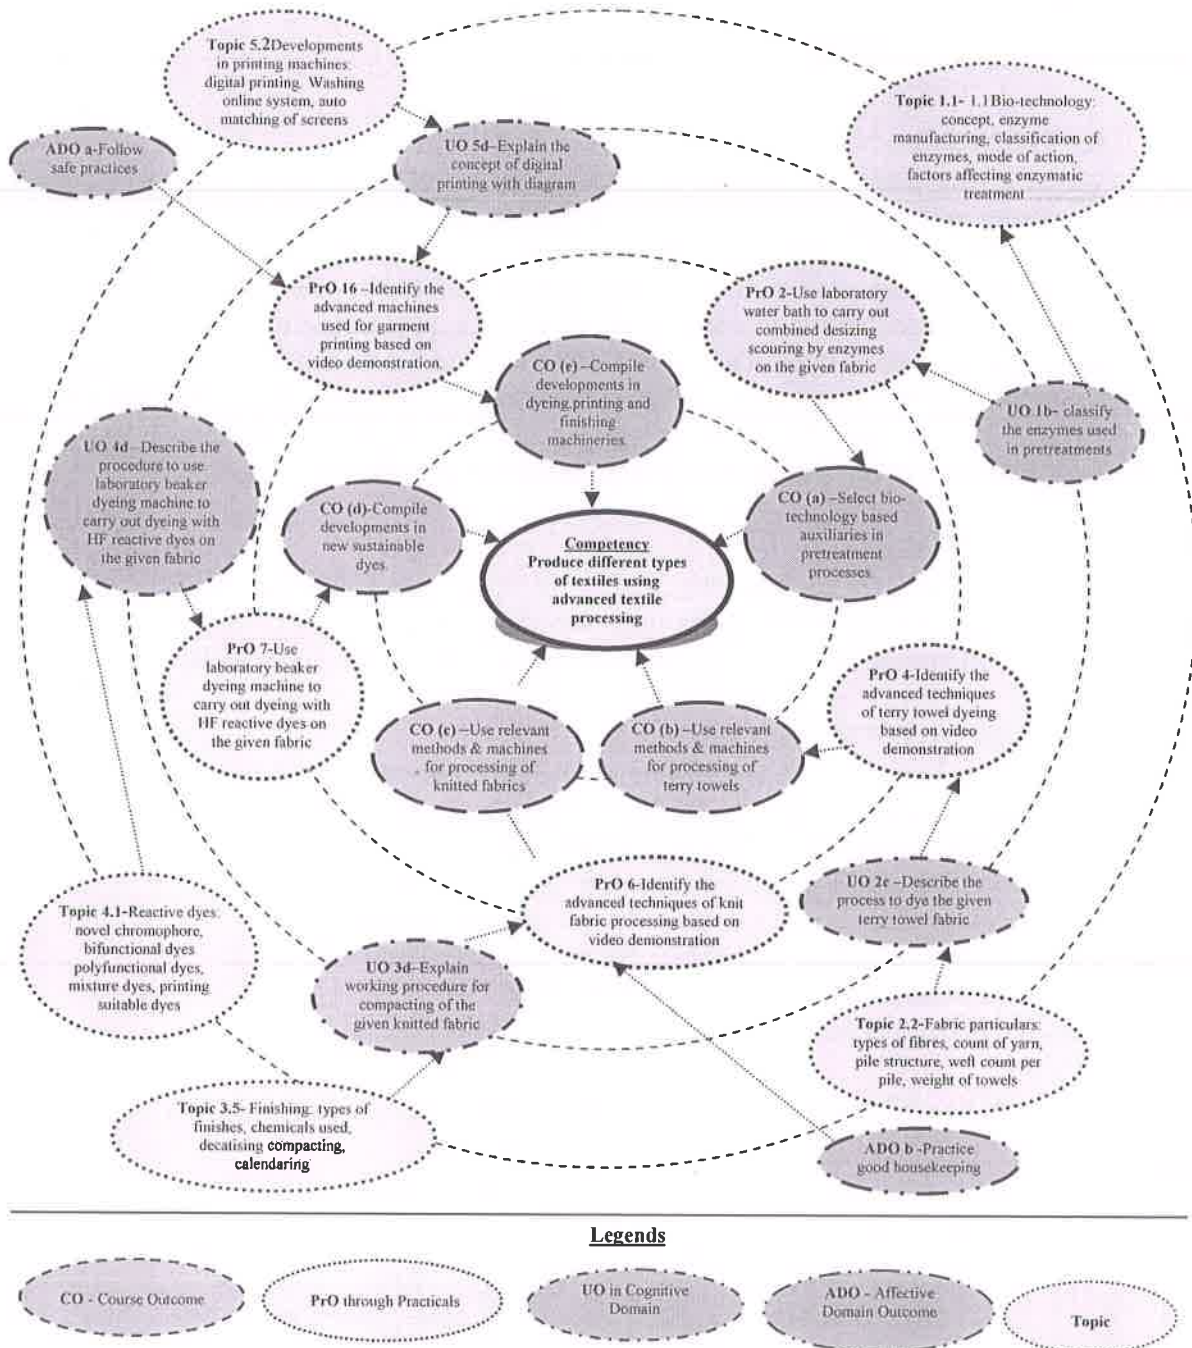 Topic 5.2Developments
in printing machines:
digital printing, Washing
online system, auto
matching of screens
Topic 1.1- 1.1Bio-technology:
concept, enzyme
manufacturing, classification of
enzymes, mode of action,
factors affecting enzymatic
treatment
ADO a-Follow
safe practices
UO 5d–Explain the
concept of digital
printing with diagram
PrO 16 –Identify the
advanced machines
used for garment
printing based on
video demonstration.
PrO 2-Use laboratory
water bath to carry out
combined desizing
scouring by enzymes
on the given fabric
CO (e) –Compile
developments in
dyeing,printing and
finishing
machineries.
UO 1b- classify
the enzymes used
in pretreatments
UO 4d– Describe the
procedure to use
laboratory beaker
dyeing machine to
carry out dyeing with
HF reactive dyes on
the given fabric
CO (d)-Compile
developments in
new sustainable
dyes.
CO (a) –Select bio-
technology based
auxiliaries in
pretreatment
processes.
Competency
Produce different types
of textiles using
advanced textile
processing
PrO 7-Use
laboratory beaker
dyeing machine to
carry out dyeing with
HF reactive dyes on
the given fabric
PrO 4-Identify the
advanced techniques
of terry towel dyeing
based on video
demonstration
CO (c) –Use relevant
methods & machines
for processing of
knitted fabrics
CO (b) –Use relevant
methods & machines
for processing of
terry towels
PrO 6-Identify the
advanced techniques of knit
fabric processing based on
video demonstration
UO 2c –Describe the
process to dye the given
terry towel fabric
Topic 4.1-Reactive dyes:
novel chromophore,
bifunctional dyes
polyfunctional dyes,
mixture dyes, printing
suitable dyes
UO 3d–Explain
working procedure for
compacting of the
given knitted fabric
Topic 2.2-Fabric particulars:
types of fibres, count of yarn,
pile structure, weft count per
pile, weight of towels
Topic 3.5- Finishing: types of
finishes, chemicals used,
decatising compacting,
calendaring
ADO b -Practice
good housekeeping
Legends
CO - Course Outcome
PrO through Practicals
UO in Cognitive
Domain
ADO - Affective
Domain Outcome
Topic